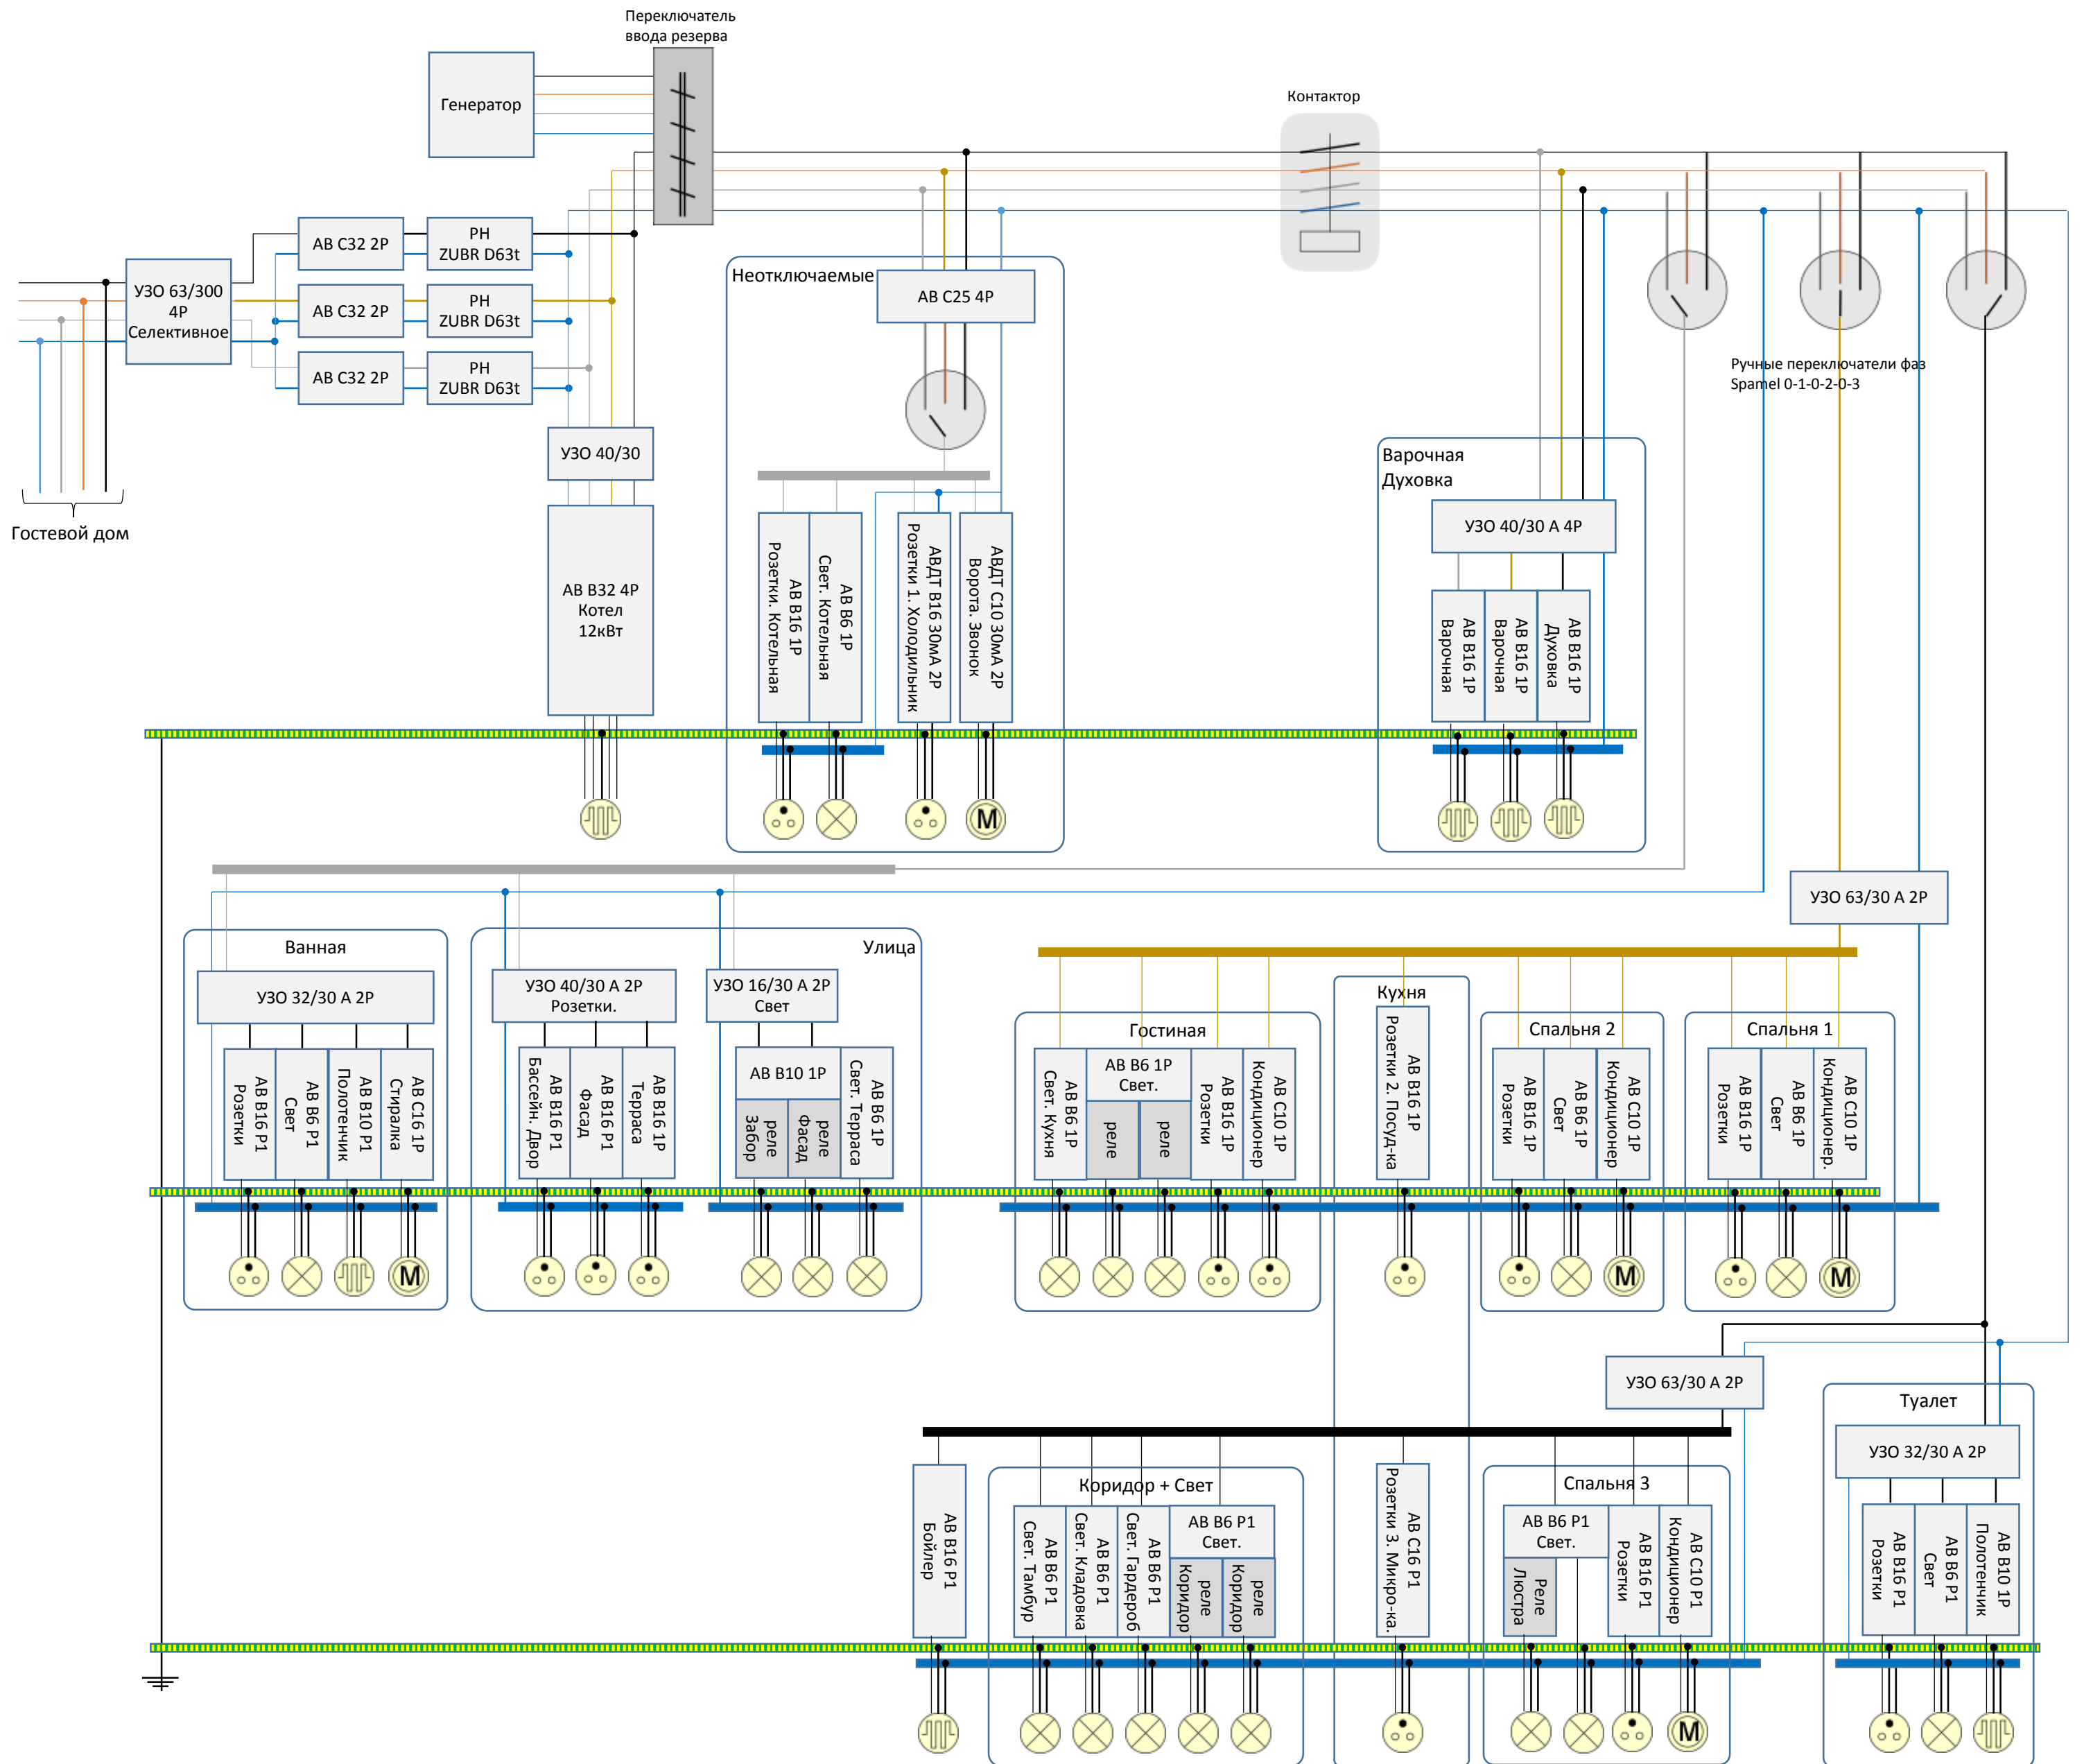 Переключатель
ввода резерва
Генератор
Контактор
УЗО 63/300
4P
Селективное
АВ С32 2Р
РН
ZUBR D63t
АВ С32 2Р
РН
ZUBR D63t
АВ С32 2Р
РН
ZUBR D63t
Гостевой дом
УЗО 40/30
АВ В32 4Р
Котел
12кВт
Неотключаемые
АВ С25 4Р
АВ В16 1Р
Розетки. Котельная
АВ В6 1Р
Свет. Котельная
АВДТ В16 30мА 2Р
Розетки 1. Холодильник
АВДТ С10 30мА 2Р
Ворота. Звонок
M
Ручные переключатели фаз
Spamel 0-1-0-2-0-3
Варочная
Духовка
УЗО 40/30 А 4Р
АВ В16 1Р
Варочная
АВ В16 1Р
Варочная
АВ В16 1Р
Духовка
УЗО 63/30 А 2Р
Ванная
УЗО 32/30 А 2Р
АВ В16 Р1
Розетки
АВ В6 Р1
Свет
АВ В10 Р1
Полотенчик
АВ С16 1Р
Стиралка
M
Улица
УЗО 40/30 А 2Р
Розетки.
АВ В16 Р1
Бассейн. Двор
АВ В16 Р1
Фасад
АВ В16 1Р
Терраса
УЗО 16/30 А 2Р
Свет
АВ В10 1Р
реле
Забор
реле
Фасад
АВ В6 1Р
Свет. Терраса
Гостиная
АВ В6 1Р
Свет. Кухня
АВ В6 1Р
Свет.
реле
реле
АВ В16 1Р
Розетки
АВ С10 1Р
Кондиционер
Кухня
АВ В16 1Р
Розетки 2. Посуд-ка
Спальня 2
АВ В16 1Р
Розетки
АВ В6 1Р
Свет
АВ С10 1Р
Кондиционер
M
Спальня 1
АВ В16 1Р
Розетки
АВ В6 1Р
Свет
АВ С10 1Р
Кондиционер.
M
УЗО 63/30 А 2Р
АВ В16 Р1
Бойлер
Коридор + Свет
АВ В6 Р1
Свет. Тамбур
АВ В6 Р1
Свет. Кладовка
АВ В6 Р1
Свет. Гардероб
АВ В6 Р1
Свет.
реле
Коридор
реле
Коридор
АВ С16 Р1
Розетки 3. Микро-ка.
Спальня 3
АВ В6 Р1
Свет.
Реле
Люстра
АВ В16 Р1
Розетки
АВ С10 Р1
Кондиционер
M
Туалет
УЗО 32/30 А 2Р
АВ В16 Р1
Розетки
АВ В6 Р1
Свет
АВ В10 1Р
Полотенчик